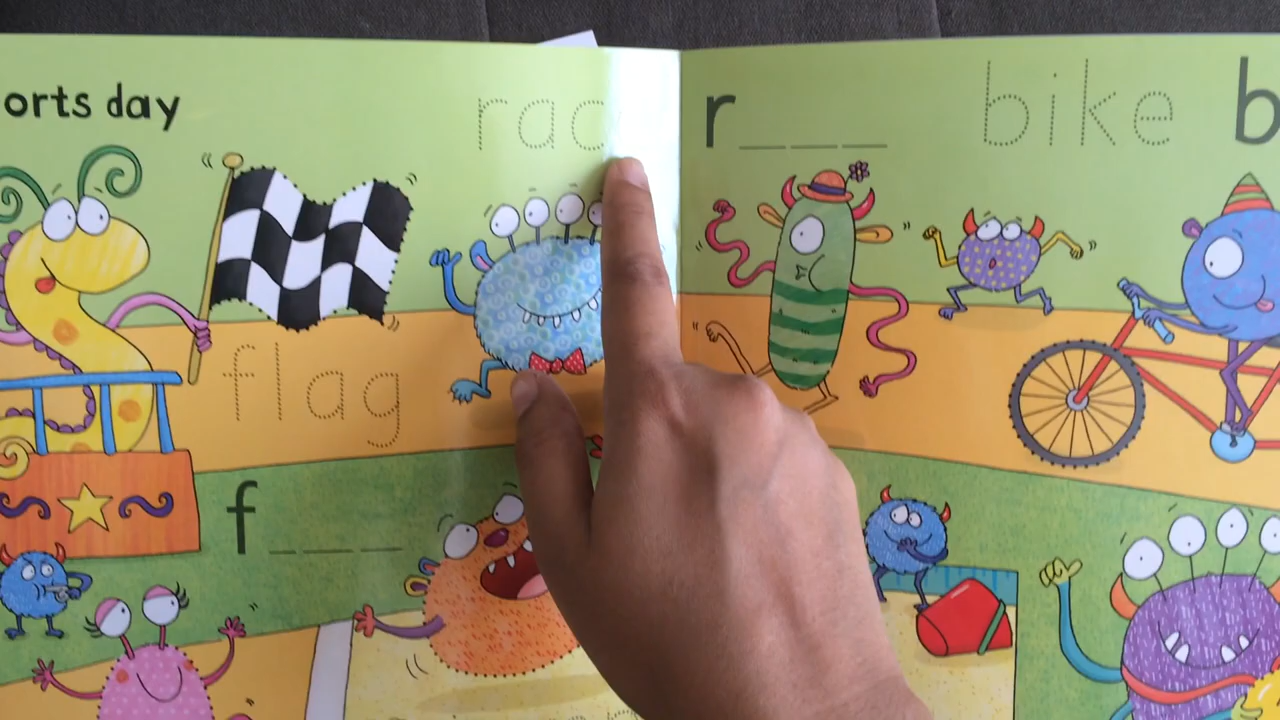 orts day
rac
r___
bike
b
flag
f___